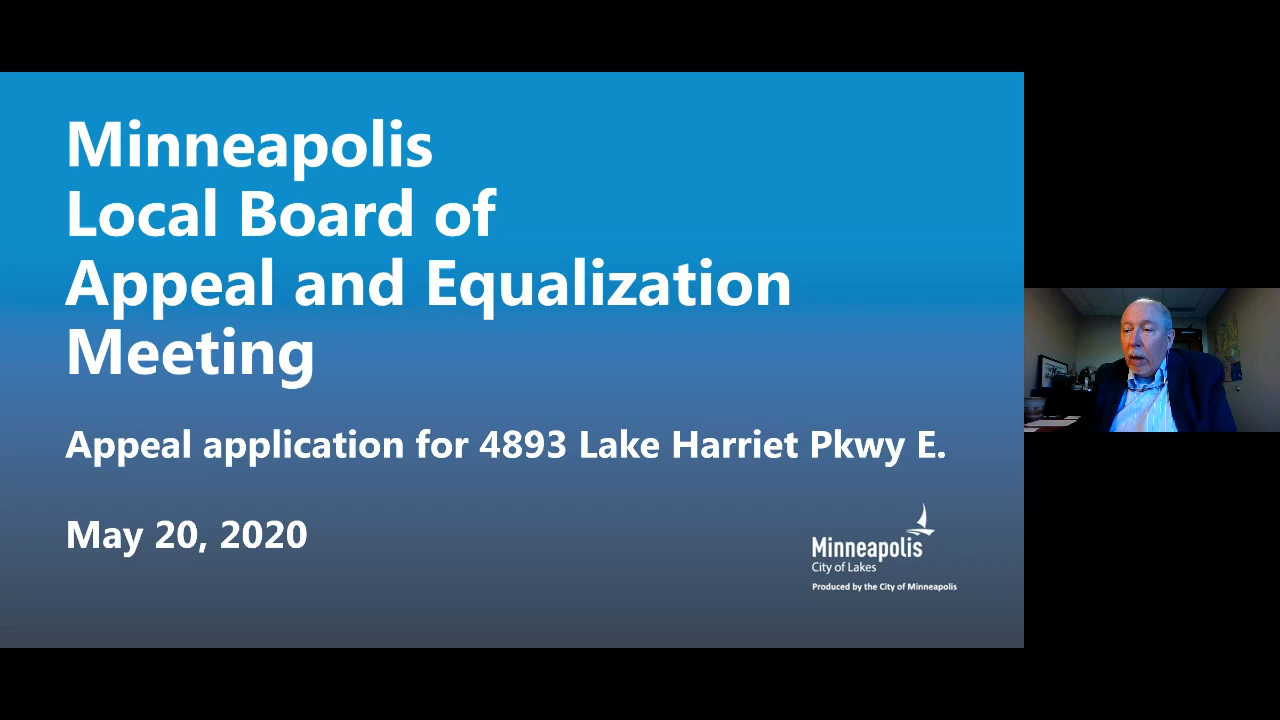 Minneapolis
Local Board of
Appeal and Equalization
Meeting
Appeal application for 4893 Lake Harriet Pkwy E.
May 20, 2020
Minneapolis
City of Lakes
Produced by the City of Minneapolis